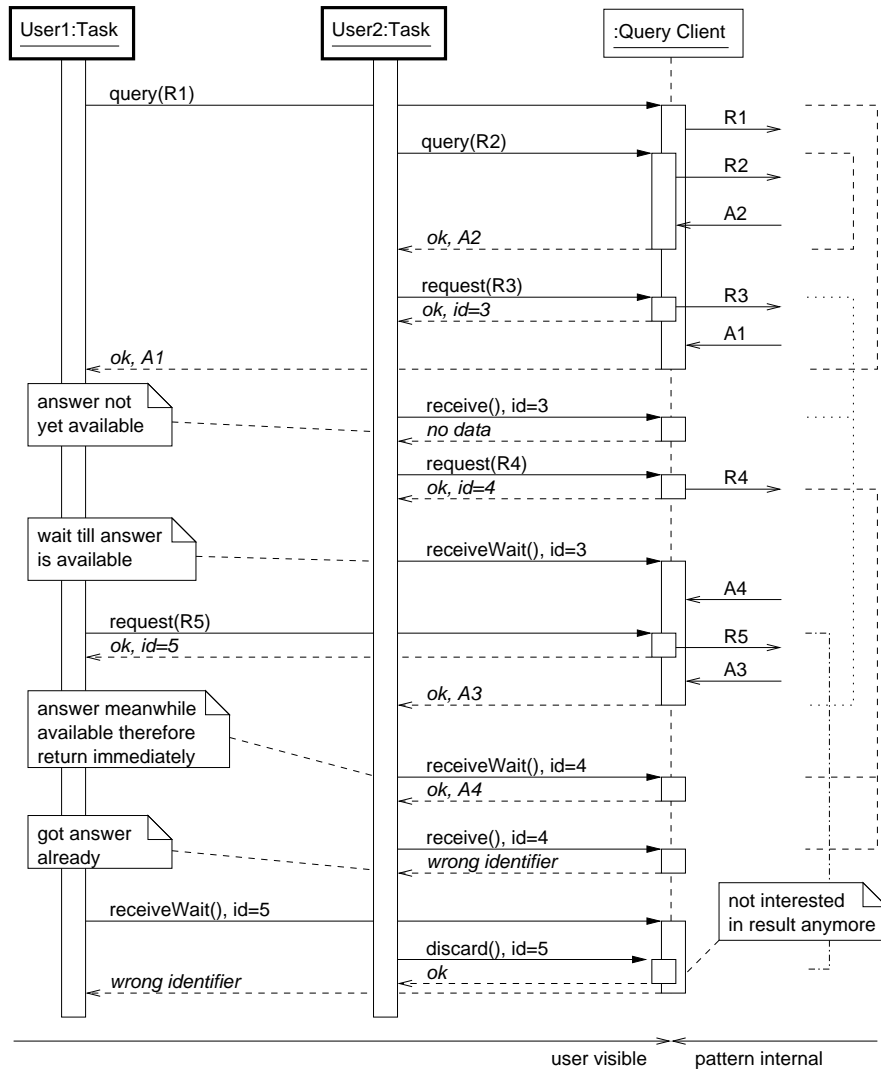 User1:Task
User2:Task
:Query Client
query(R1)
R1
query(R2)
R2
A2
ok, A2
request(R3)
R3
ok, id=3
A1
ok, A1
answer not
yet available
receive(), id=3
no data
request(R4)
R4
ok, id=4
wait till answer
is available
receiveWait(), id=3
A4
request(R5)
R5
ok, id=5
A3
ok, A3
answer meanwhile
available therefore
return immediately
receiveWait(), id=4
ok, A4
got answer
already
receive(), id=4
wrong identifier
not interested
in result anymore
receiveWait(), id=5
discard(), id=5
ok
wrong identifier
user visible
pattern internal